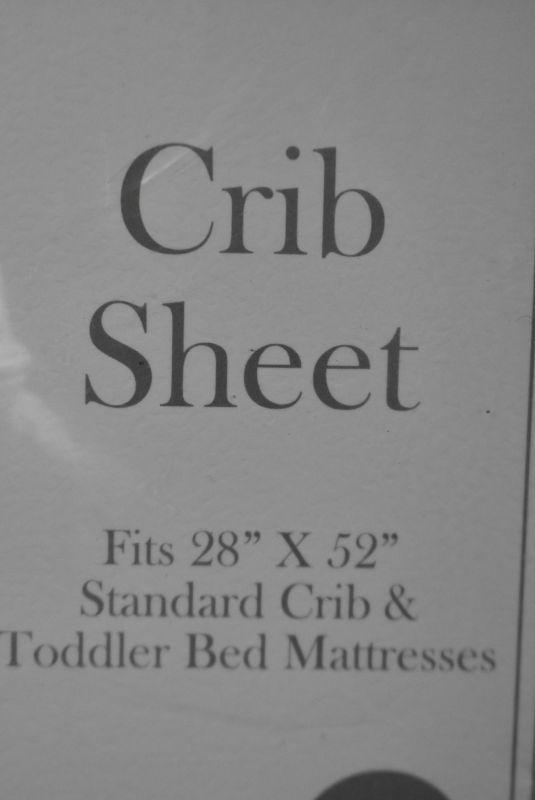 Crib
Sheet
Fits 28” X 52”
Standard Crib &
Toddler Bed Mattresses